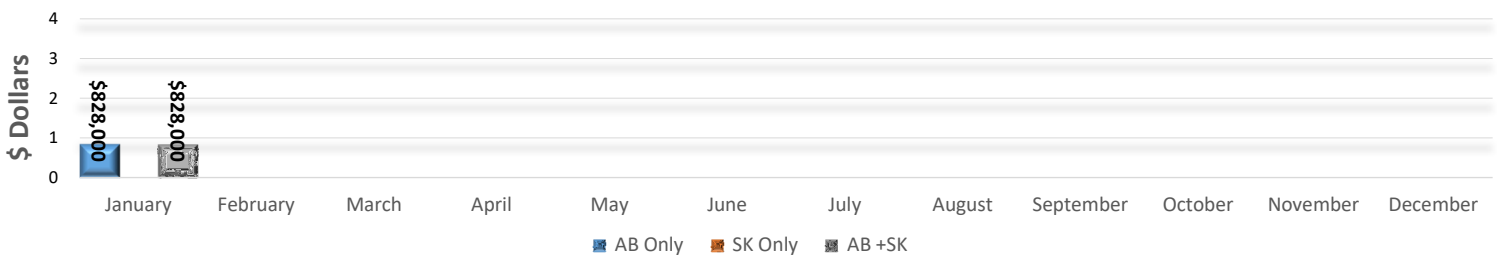 4
3
2
1
0
$ Dollars
$828,000
$828,000
January February March April May June July August September October November December
AB Only SK Only AB +SK